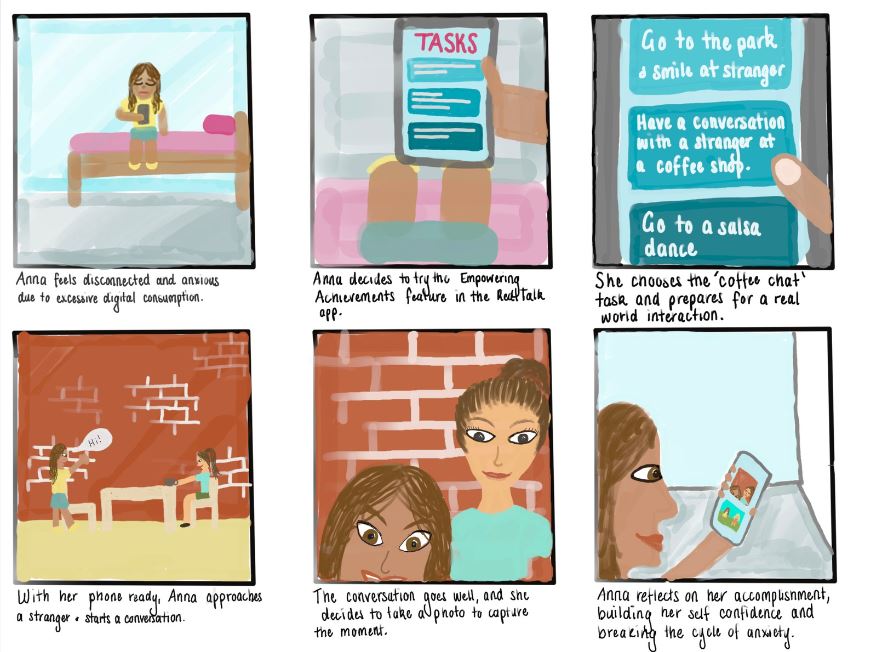 TASKS
Go to the park
& smile at stranger
Have a conversation
with a stranger at
a coffee shop.
Go to a salsa
dance
Anna feels disconnected and anxious
due to excessive digital consumption.
Anna decides to try the Empowering
Achievements feature in the RealTalk
app.
She chooses the 'coffee chat'
task and prepares for a real
world interaction.
Hi!
With her phone ready, Anna approaches
a stranger & starts a conversation.
The conversation goes well, and she
decides to take a photo to capture
the moment.
Anna reflects on her accomplishment,
building her self confidence and
breaking the cycle of anxiety.